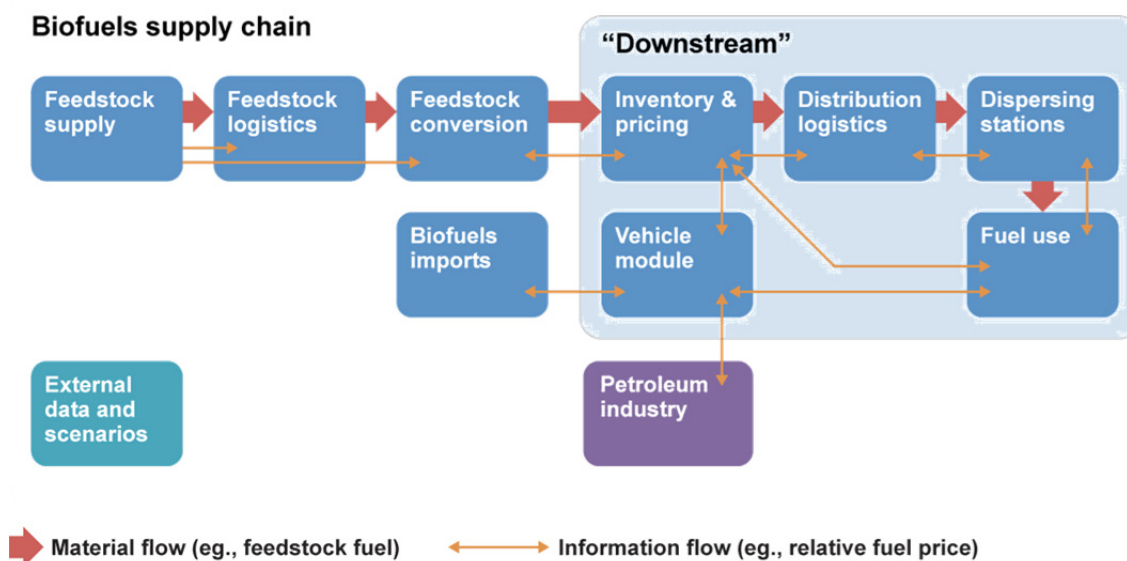 Biofuels supply chain
“Downstream”
Feedstock
supply
Feedstock
logistics
Feedstock
conversion
Inventory &
pricing
Distribution
logistics
Dispersing
stations
Biofuels
imports
Vehicle
module
Fuel use
External
data and
scenarios
Petroleum
industry
Material flow (eg., feedstock fuel)
Information flow (eg., relative fuel price)